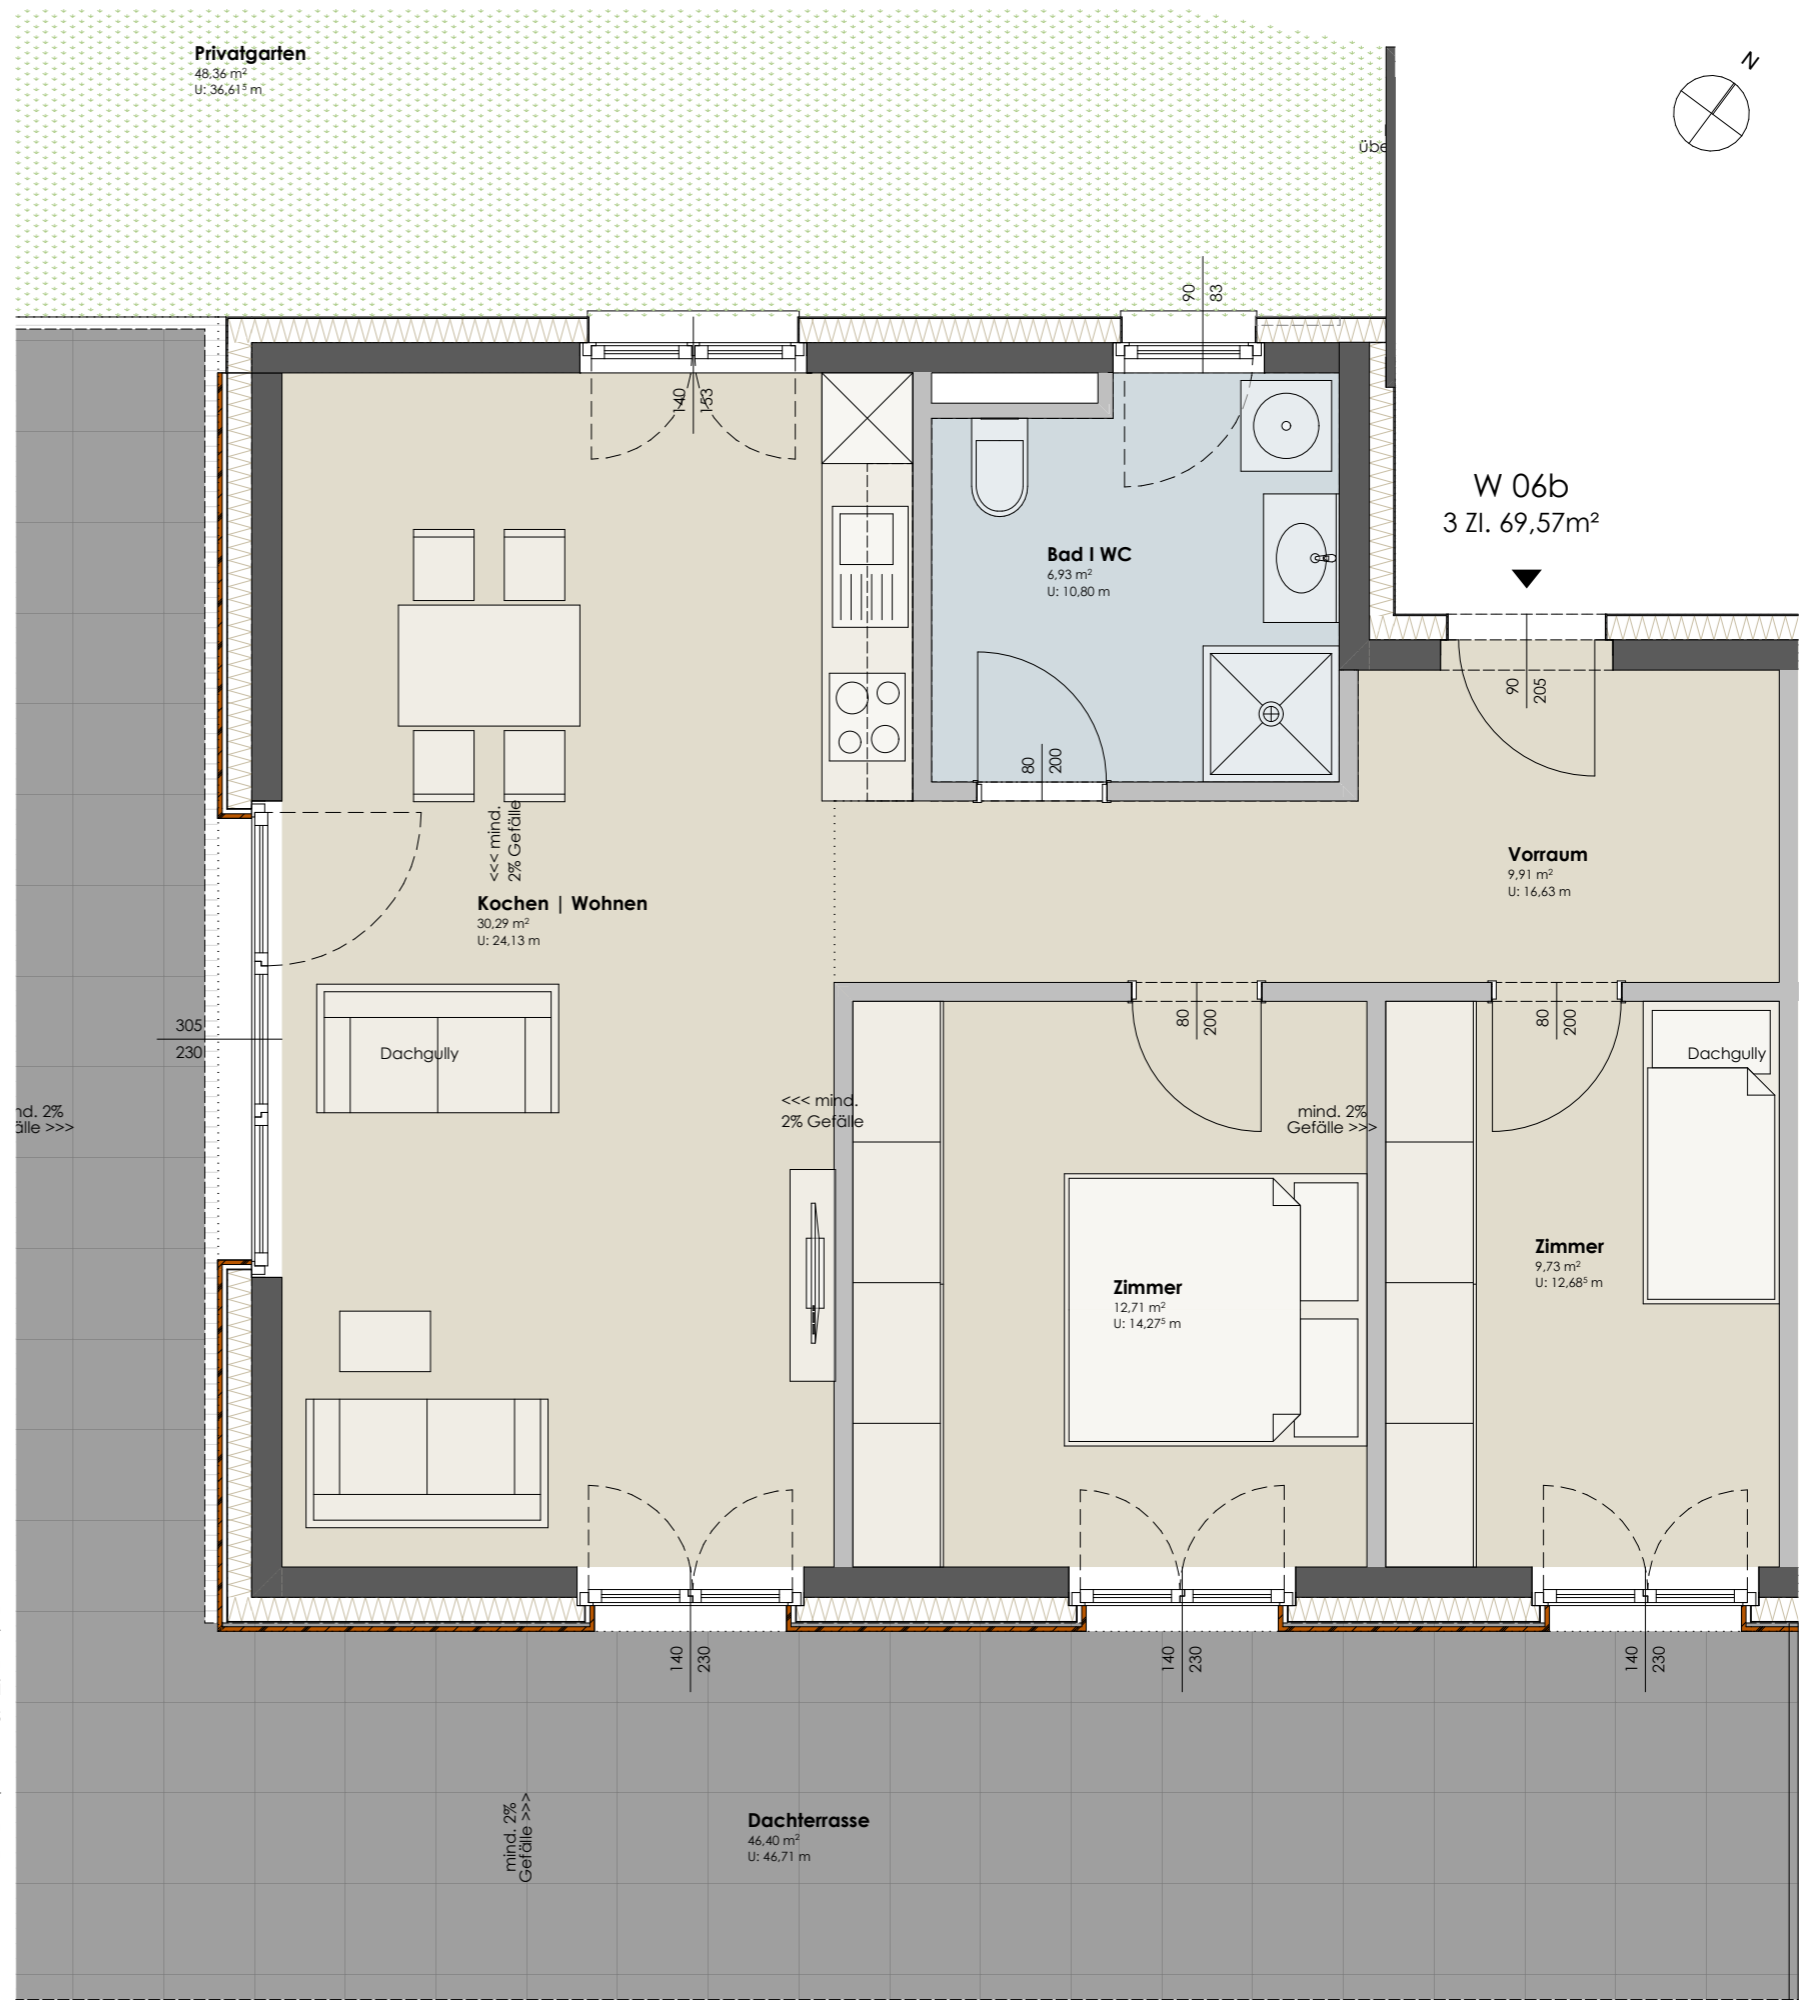 Privatgarten
48,36 m²
U: 36,61⁵ m
N
übe
90
83
140
153
W 06b
3 ZI. 69,57m²
Bad I WC
6,93 m²
U: 10,80 m
90
205
80
200
<<< mind.
2% Gefälle
Vorraum
9,91 m²
U: 16,63 m
Kochen | Wohnen
30,29 m²
U: 24,13 m
305
230
Dachgully
80
200
80
200
Dachgully
nd. 2%
älle >>>
<<< mind.
2% Gefälle
mind. 2%
Gefälle >>>
Zimmer
12,71 m²
U: 14,27⁵ m
Zimmer
9,73 m²
U: 12,68⁵ m
140
230
140
230
140
230
mind. 2%
Gefälle >>>
Dachterrasse
46,40 m²
U: 46,71 m